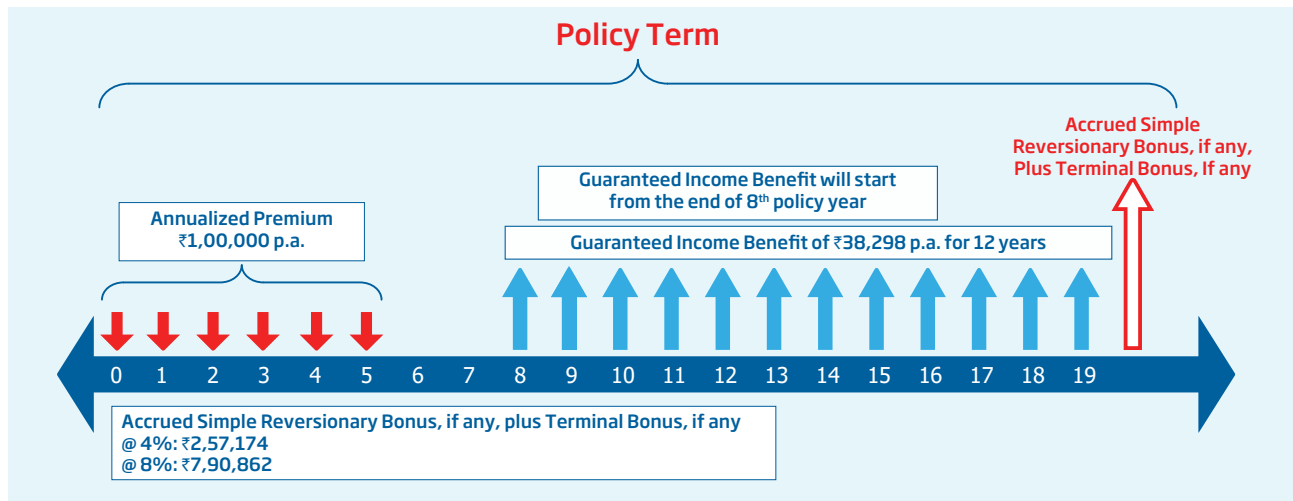 Policy Term
Accrued Simple
Reversionary Bonus, if any,
Plus Terminal Bonus, If any
Guaranteed Income Benefit will start
from the end of 8th policy year
Annualized Premium
₹1,00,000 p.a.
Guaranteed Income Benefit of ₹38,298 p.a. for 12 years
0 1 2 3 4 5 6 7 8 9 10 11 12 13 14 15 16 17 18 19
Accrued Simple Reversionary Bonus, if any, plus Terminal Bonus, if any
@ 4%: ₹2,57,174
@ 8%: ₹7,90,862